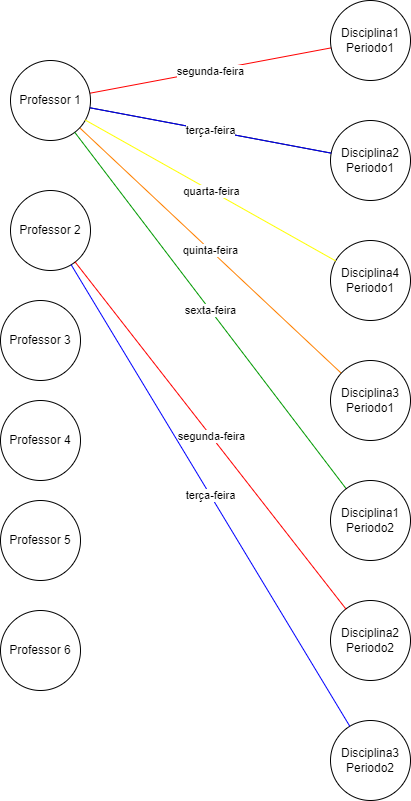 Disciplina1
Periodo1
segunda-feira
Professor 1
terça-feira
Disciplina2
Periodo1
quarta-feira
Professor 2
quinta-feira
Disciplina4
Periodo1
sexta-feira
Professor 3
Disciplina3
Periodo1
segunda-feira
Professor 4
terça-feira
Disciplina1
Periodo2
Professor 5
Disciplina2
Periodo2
Professor 6
Disciplina3
Periodo2